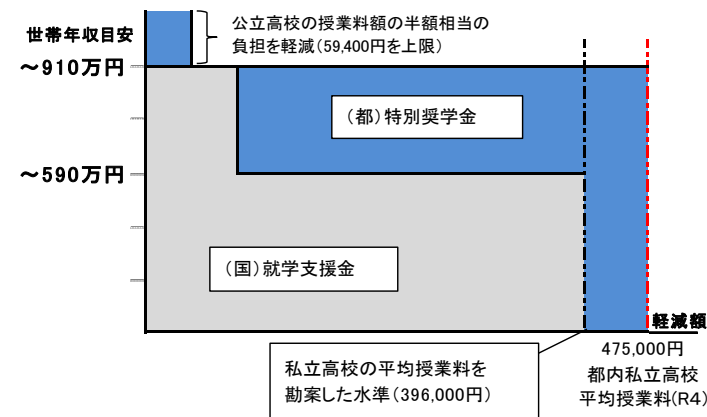 公立高校の授業料額の半額相当の
負担を軽減(59,400円を上限)
世帯年収目安
～910万円
(都)特別奨学金
～590万円
(国)就学支援金
軽減額
475,000円
都内私立高校
平均授業料(R4)
私立高校の平均授業料を
勘案した水準(396,000円)